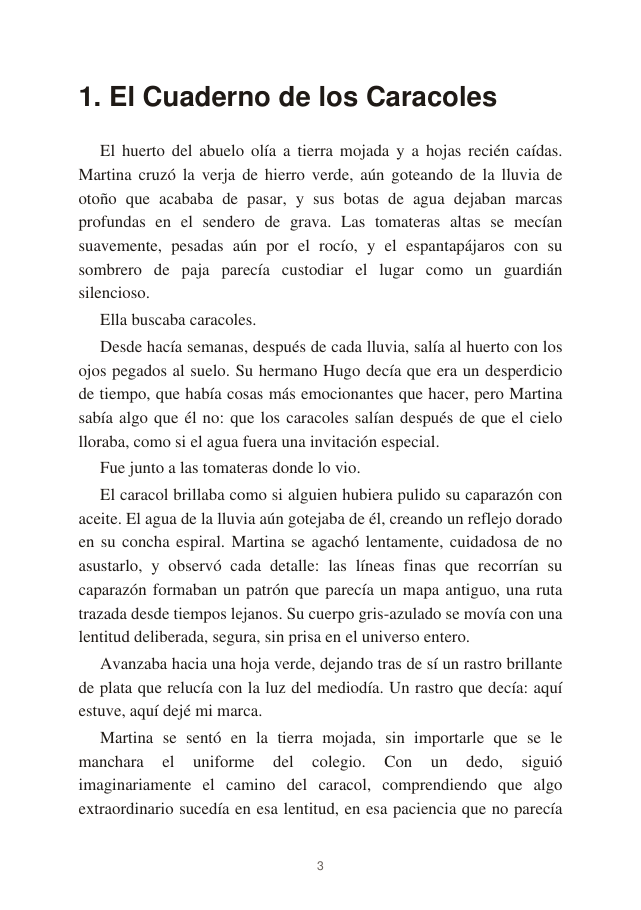 1. El Cuaderno de los Caracoles
El huerto del abuelo olía a tierra mojada y a hojas recién caídas.
Martina cruzó la verja de hierro verde, aún goteando de la lluvia de
otoño que acababa de pasar, y sus botas de agua dejaban marcas
profundas en el sendero de grava. Las tomateras altas se mecían
suavemente, pesadas aún por el rocío, y el espantapájaros con su
sombrero de paja parecía custodiar el lugar como un guardián
silencioso.
Ella buscaba caracoles.
Desde hacía semanas, después de cada lluvia, salía al huerto con los
ojos pegados al suelo. Su hermano Hugo decía que era un desperdicio
de tiempo, que había cosas más emocionantes que hacer, pero Martina
sabía algo que él no: que los caracoles salían después de que el cielo
lloraba, como si el agua fuera una invitación especial.
Fue junto a las tomateras donde lo vio.
El caracol brillaba como si alguien hubiera pulido su caparazón con
aceite. El agua de la lluvia aún gotejaba de él, creando un reflejo dorado
en su concha espiral. Martina se agachó lentamente, cuidadosa de no
asustarlo, y observó cada detalle: las líneas finas que recorrían su
caparazón formaban un patrón que parecía un mapa antiguo, una ruta
trazada desde tiempos lejanos. Su cuerpo gris-azulado se movía con una
lentitud deliberada, segura, sin prisa en el universo entero.
Avanzaba hacia una hoja verde, dejando tras de sí un rastro brillante
de plata que relucía con la luz del mediodía. Un rastro que decía: aquí
estuve, aquí dejé mi marca.
Martina se sentó en la tierra mojada, sin importarle que se le
manchara el uniforme del colegio. Con un dedo, siguió
imaginariamente el camino del caracol, comprendiendo que algo
extraordinario sucedía en esa lentitud, en esa paciencia que no parecía
3